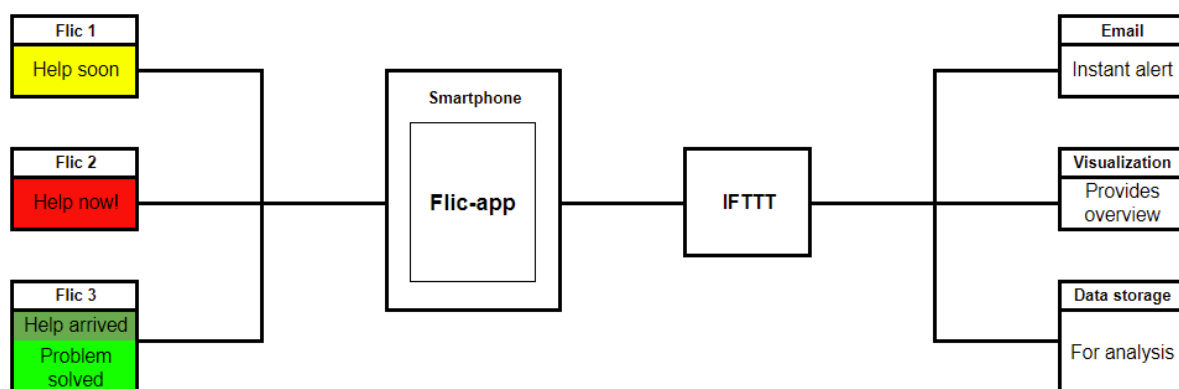 Flic 1
Help soon
Flic 2
Help now!
Flic 3
Help arrived
Problem
solved
Smartphone
Flic-app
IFTTT
Email
Instant alert
Visualization
Provides
overview
Data storage
For analysis